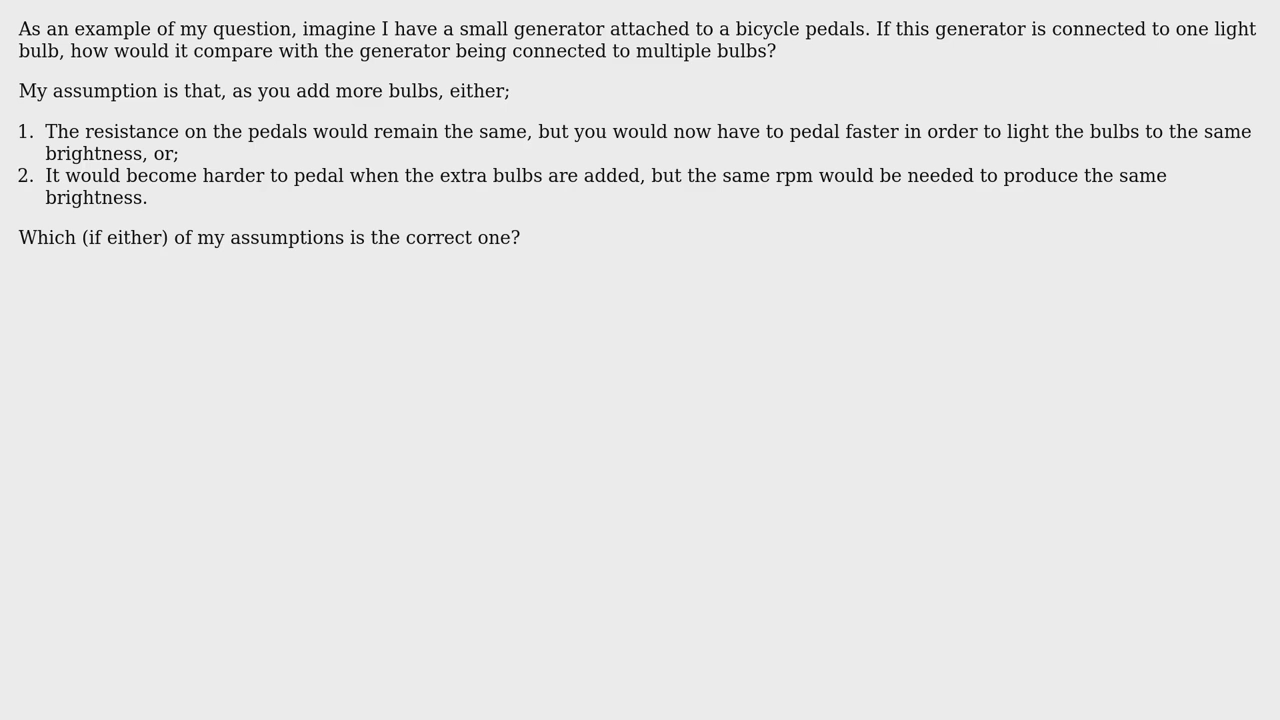 As an example of my question, imagine I have a small generator attached to a bicycle pedals. If this generator is connected to one light
bulb, how would it compare with the generator being connected to multiple bulbs?
My assumption is that, as you add more bulbs, either;
1. The resistance on the pedals would remain the same, but you would now have to pedal faster in order to light the bulbs to the same
brightness, or;
2. It would become harder to pedal when the extra bulbs are added, but the same rpm would be needed to produce the same
brightness.
Which (if either) of my assumptions is the correct one?